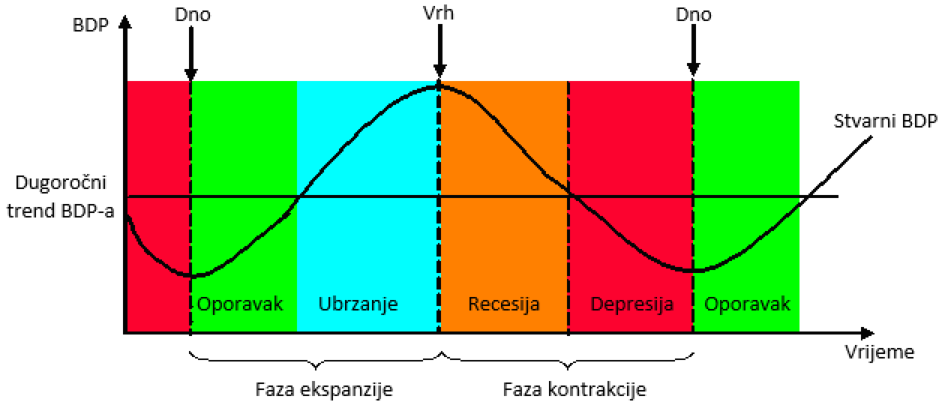 BDP
Dno
Vrh
Dno
Stvarni BDP
Dugoročni
trend BDP-a
Oporavak
Ubrzanje
Recesija
Depresija
Oporavak
Vrijeme
Faza ekspanzije
Faza kontrakcije